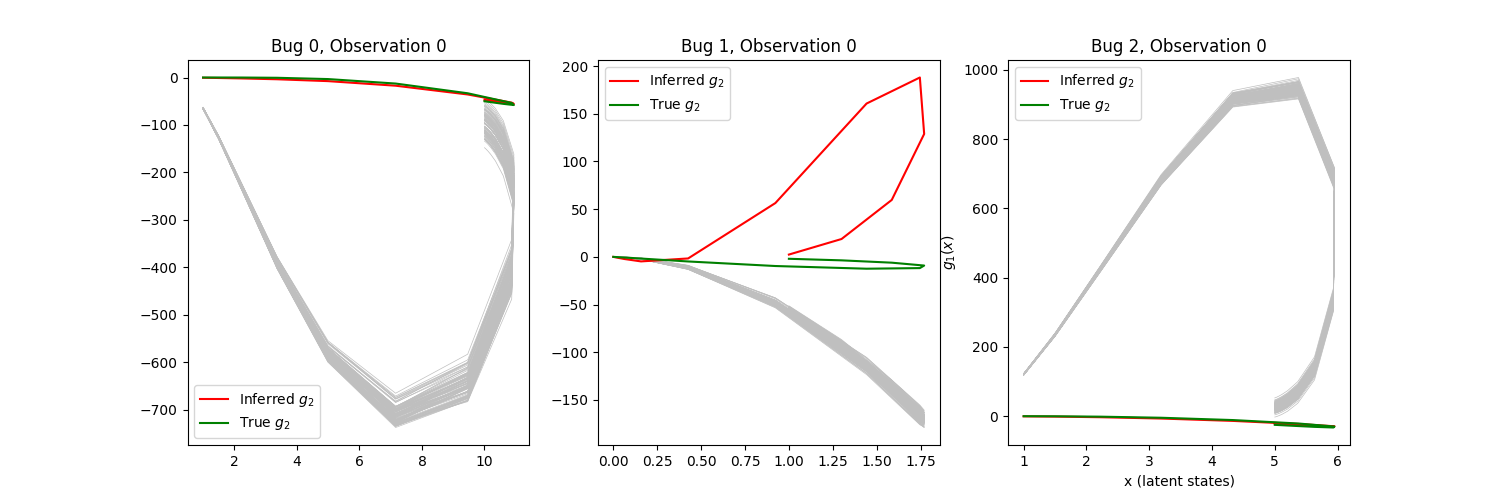 Bug 0, Observation 0
0
−100
−200
−300
−400
−500
−600
−700
2 4 6 8 10
Inferred g₂
True g₂
Bug 1, Observation 0
200
150
100
50
0
−50
−100
−150
0.00 0.25 0.50 0.75 1.00 1.25 1.50 1.75
Inferred g₂
True g₂
Bug 2, Observation 0
g₁(x)
1000
800
600
400
200
0
1 2 3 4 5 6
x (latent states)
Inferred g₂
True g₂